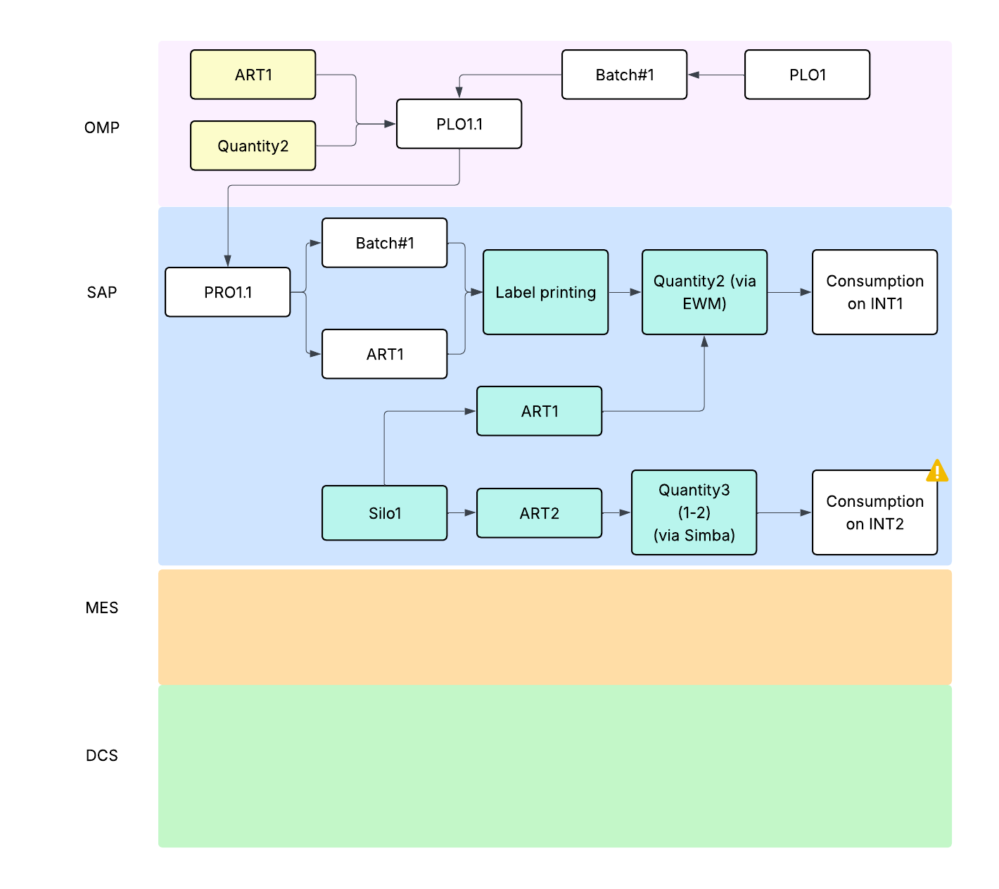 OMP
ART1
Quantity2
PLO1.1
Batch#1
PLO1
SAP
PRO1.1
Batch#1
ART1
Label printing
Quantity2 (via
EWM)
Consumption
on INT1
ART1
Silo1
ART2
Quantity3
(1-2)
(via Simba)
Consumption
on INT2
MES
DCS